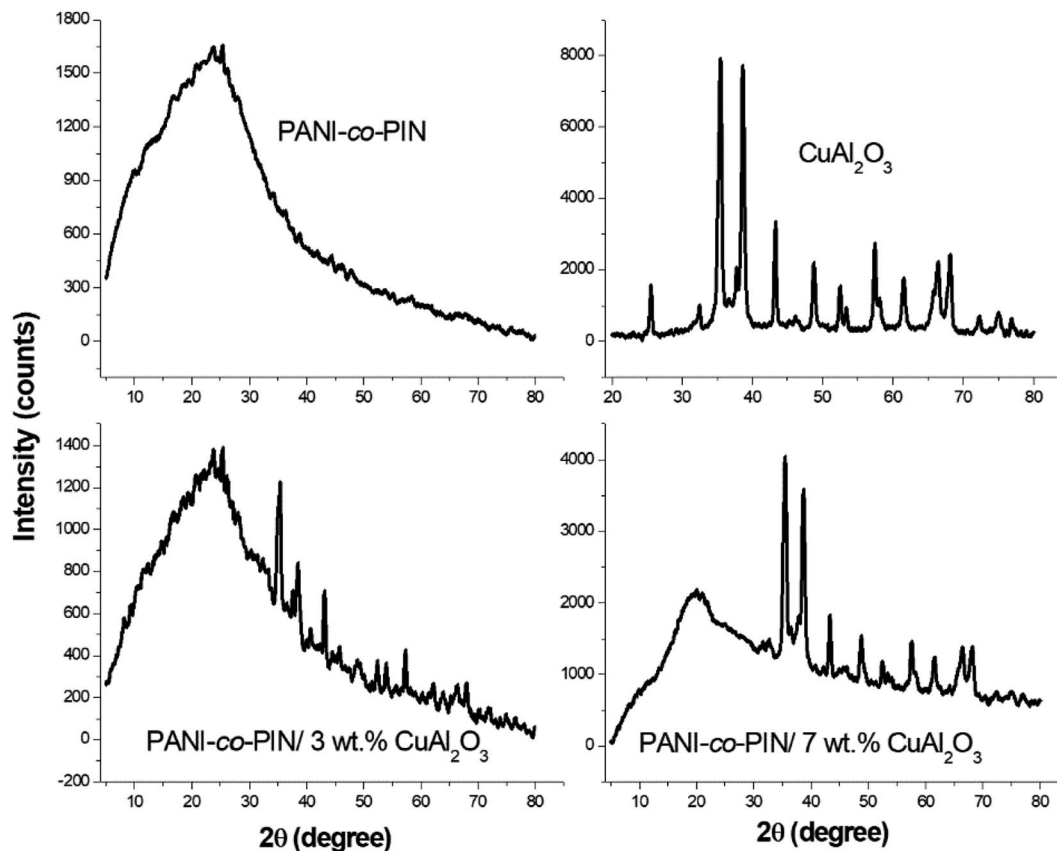 Intensity (counts)
1800
1500
1200
900
600
300
0
10 20 30 40 50 60 70 80
PANI-co-PIN
8000
6000
4000
2000
0
20 30 40 50 60 70 80
CuAl₂O₃
1400
1200
1000
800
600
400
200
0
-200
10 20 30 40 50 60 70 80
PANI-co-PIN/ 3 wt.% CuAl₂O₃
2θ (degree)
4000
3000
2000
1000
0
10 20 30 40 50 60 70 80
PANI-co-PIN/ 7 wt.% CuAl₂O₃
2θ (degree)